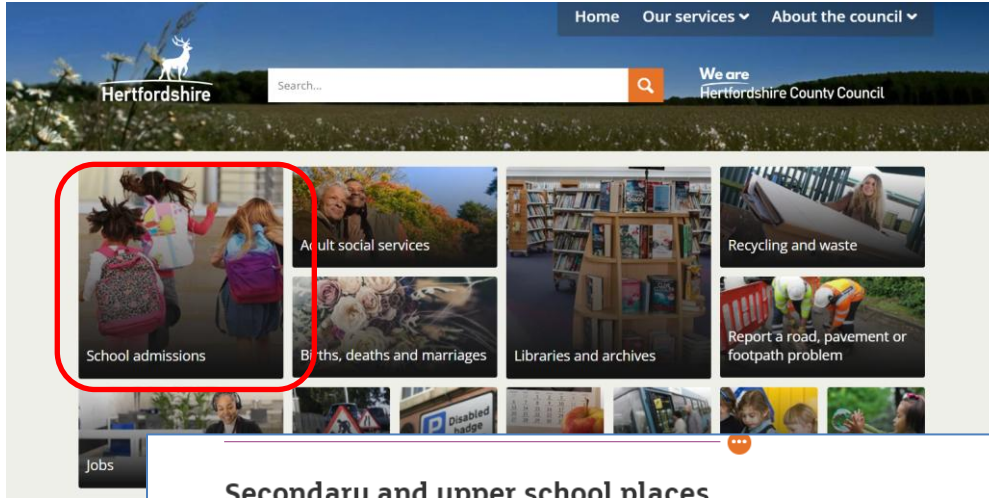 Home Our services About the council
Hertfordshire
Search...
We are
Hertfordshire County Council
School admissions
Adult social services
Recycling and waste
Births, deaths and marriages
Libraries and archives
Report a road, pavement or
footpath problem
Jobs
Disabled
badge
Secondary and upper school places